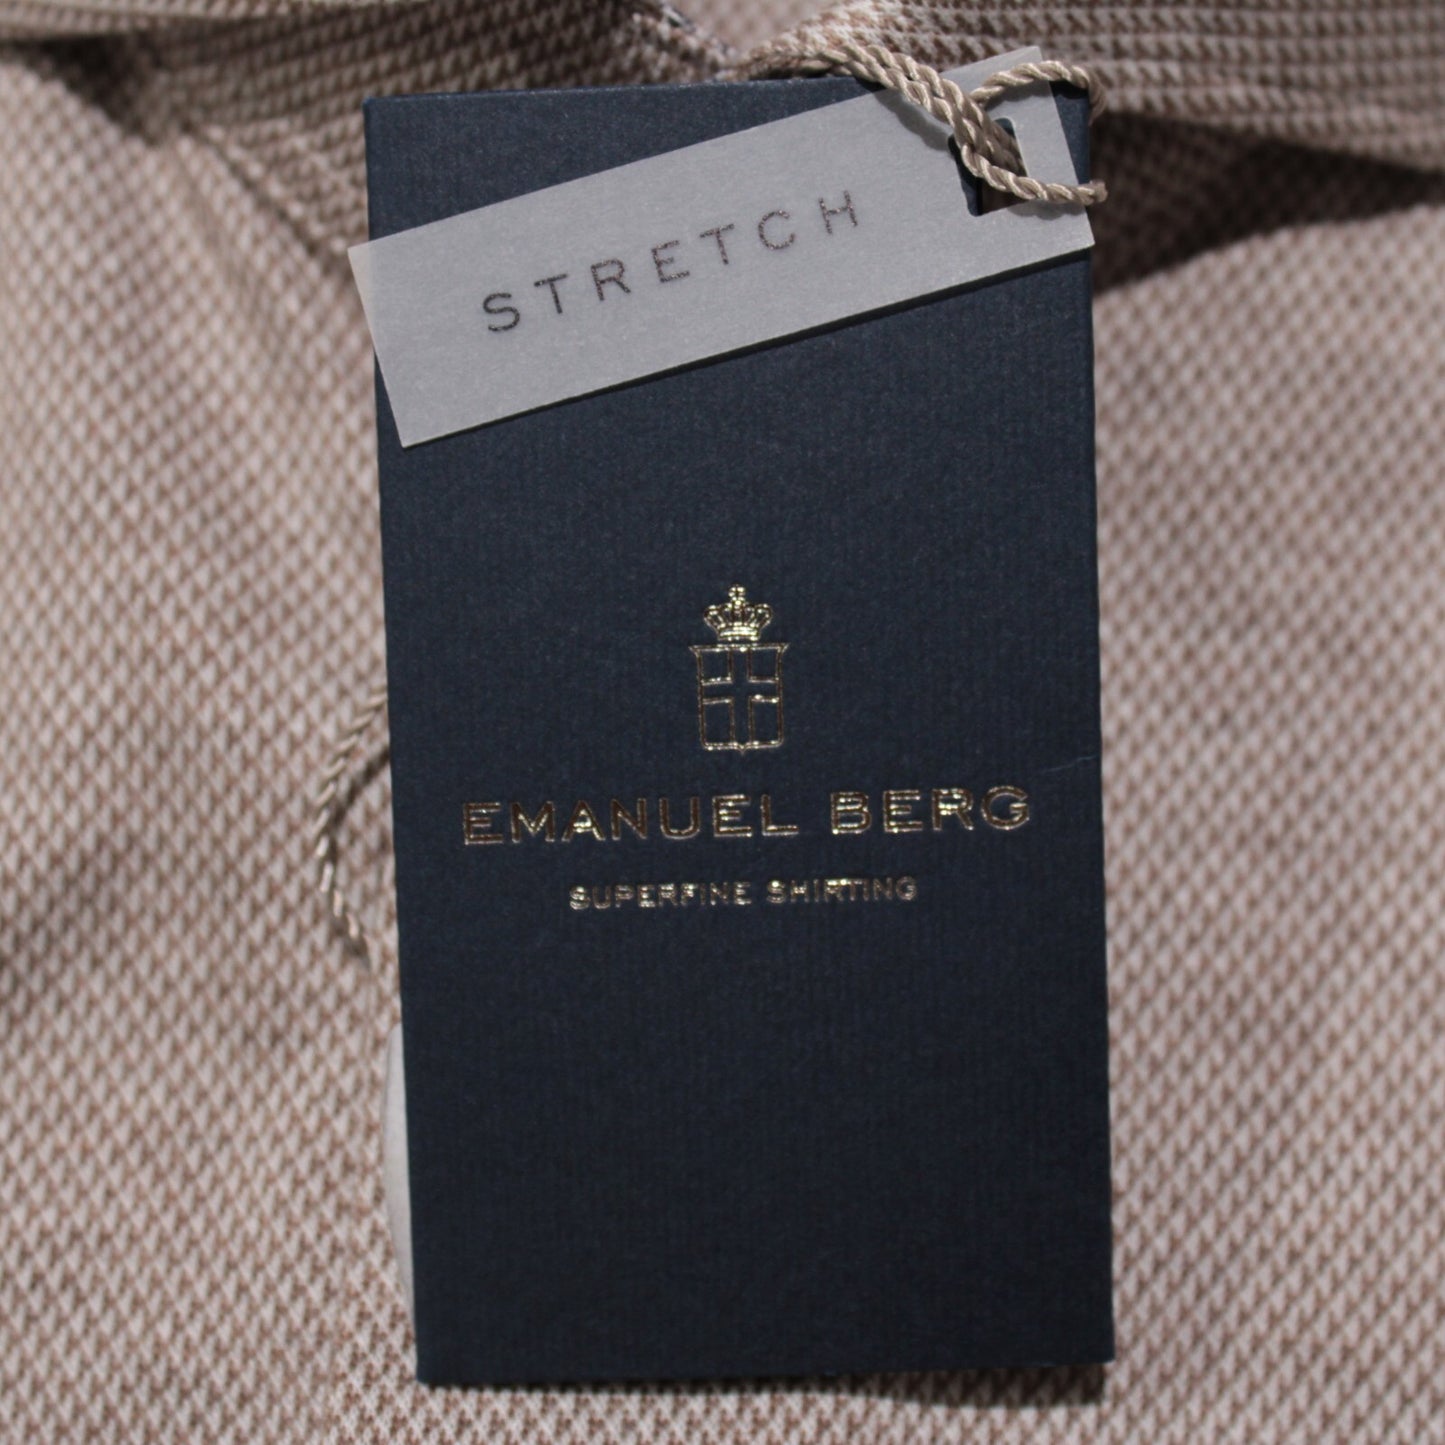 STRETCH
EMANUEL BERG
SUPERFINE SHIRTING